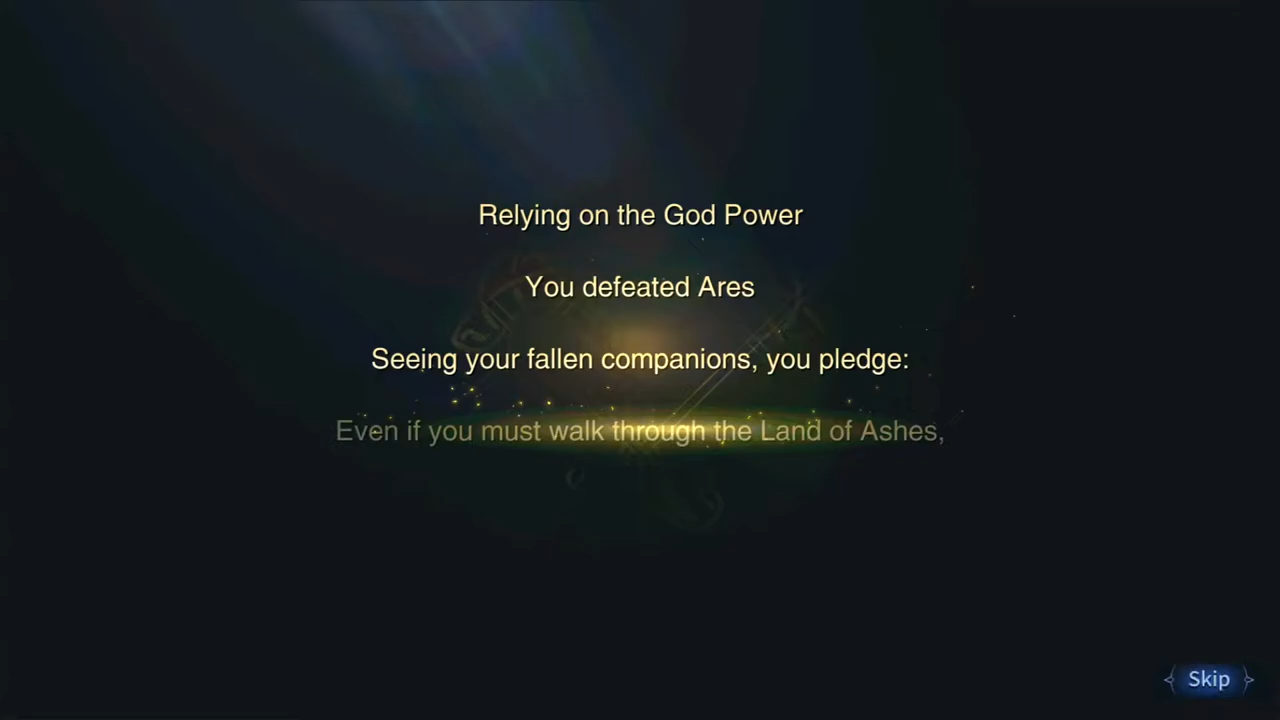 Relying on the God Power
You defeated Ares
Seeing your fallen companions, you pledge:
Even if you must walk through the Land of Ashes,
Skip